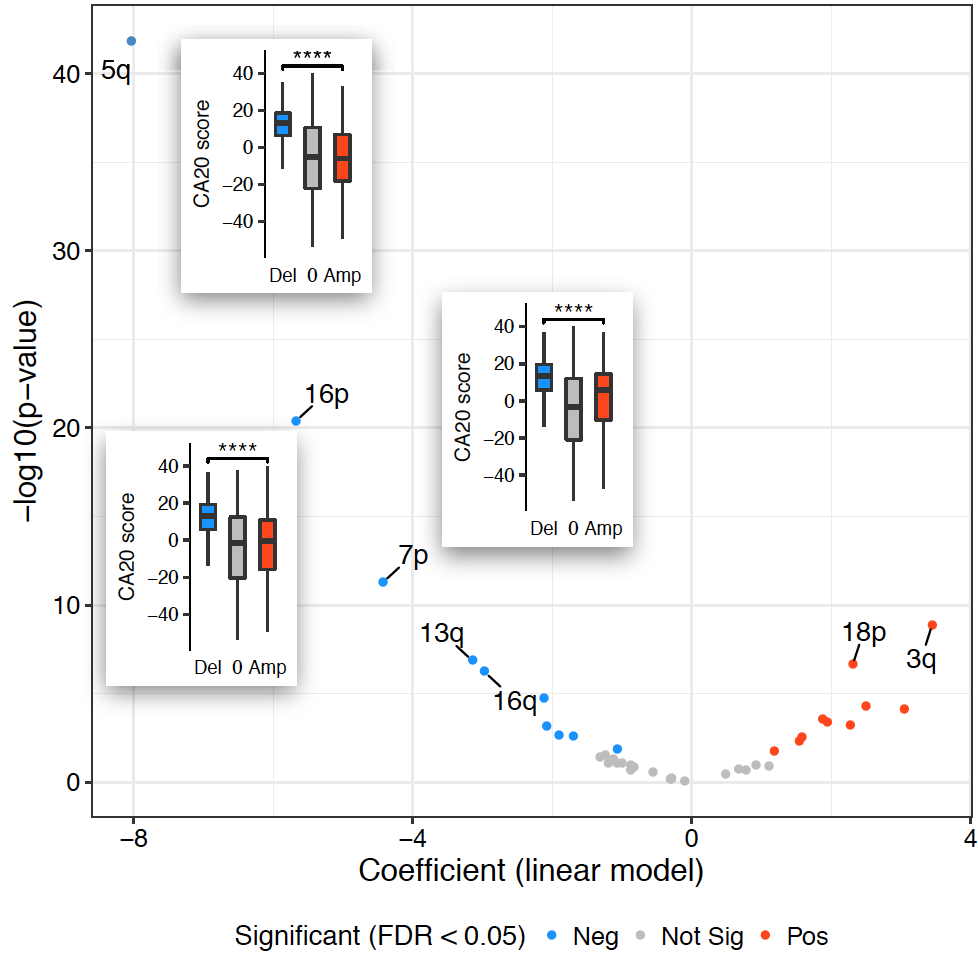 5q
40
30
20
10
0
−log10(p−value)
****
40
20
0
−20
−40
CA20 score
Del 0 Amp
****
40
20
0
−20
−40
CA20 score
Del 0 Amp
16p
****
40
20
0
−20
−40
CA20 score
Del 0 Amp
7p
13q
16q
18p
3q
−8 −4 0 4
Coefficient (linear model)
Significant (FDR < 0.05) Neg Not Sig Pos